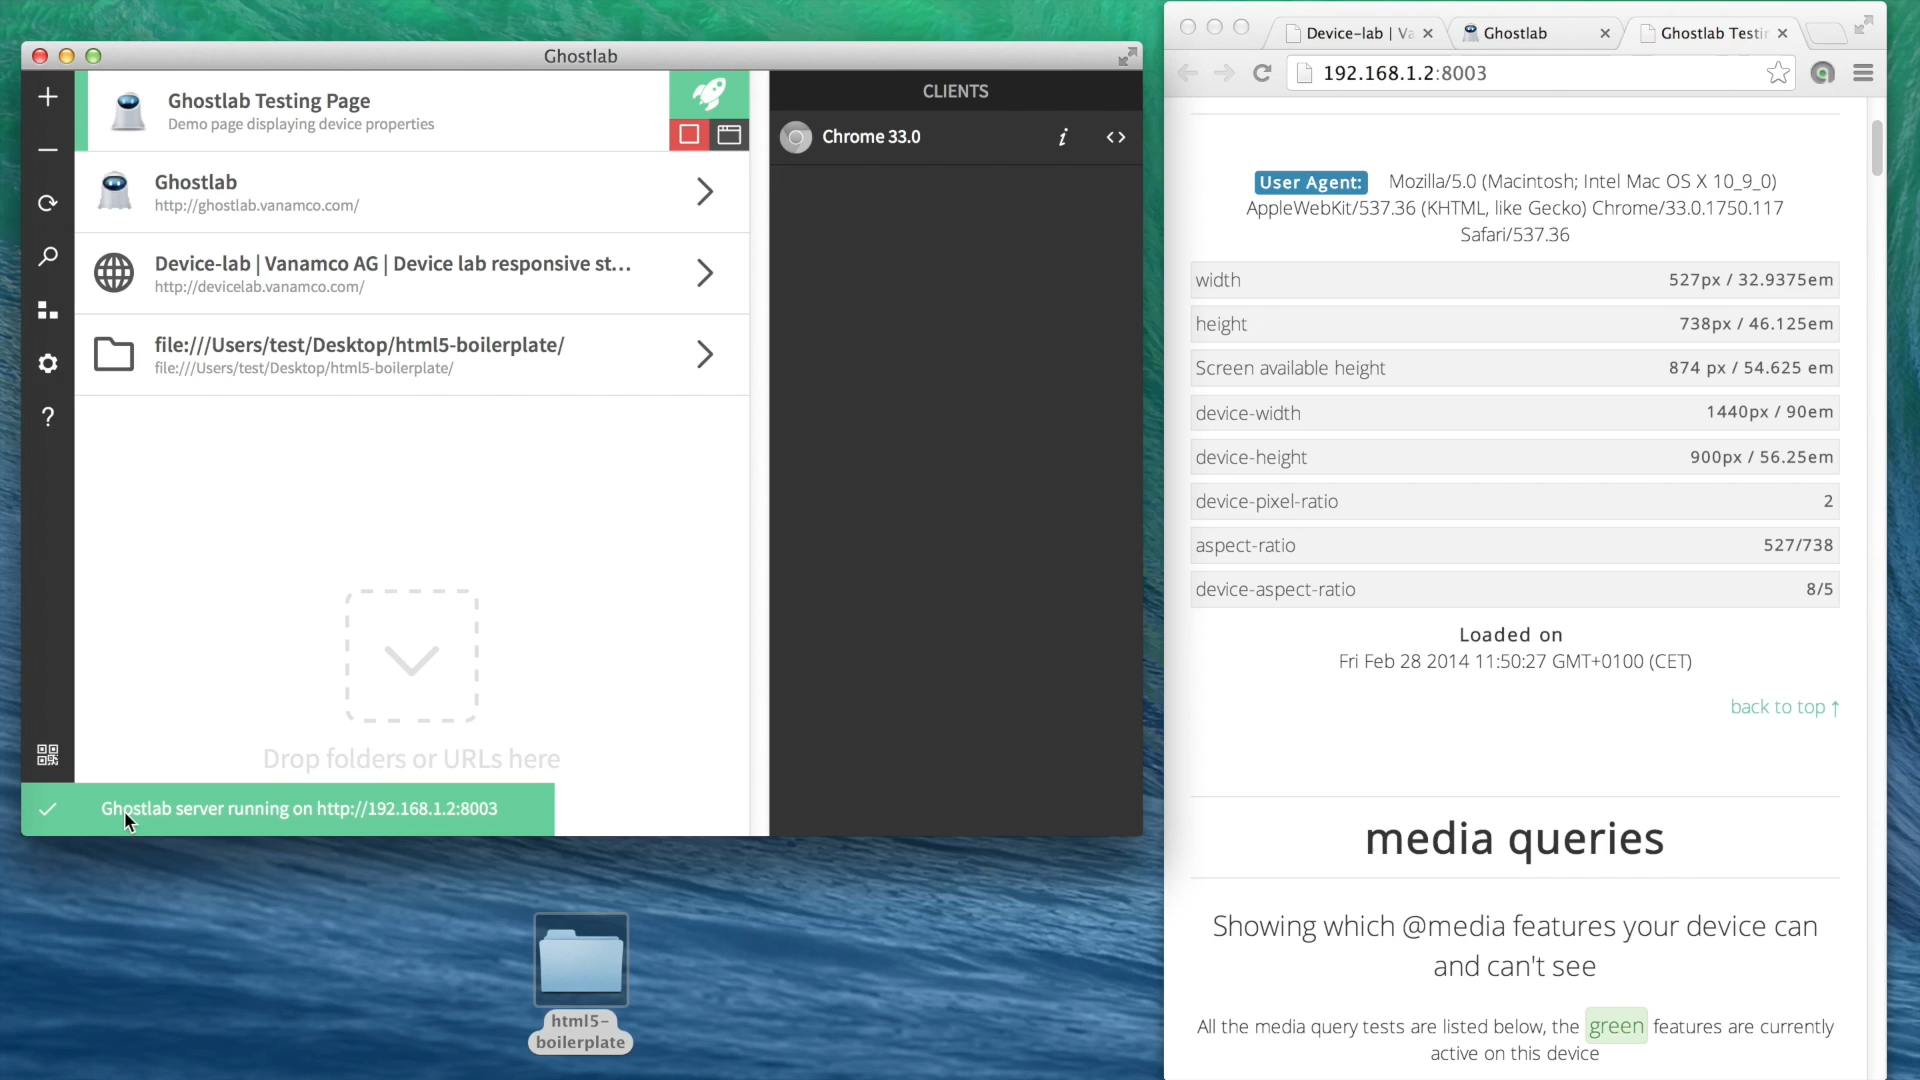 Ghostlab
Ghostlab Testing Page
Demo page displaying device properties
Ghostlab
http://ghostlab.vanamco.com/
Device-lab | Vanamco AG | Device lab responsive st...
http://devicelab.vanamco.com/
file:///Users/test/Desktop/html5-boilerplate/
file:///Users/test/Desktop/html5-boilerplate/
Drop folders or URLs here
Ghostlab server running on http://192.168.1.2:8003
CLIENTS
Chrome 33.0
html5-
boilerplate
Device-lab | Va
Ghostlab
Ghostlab Testin
192.168.1.2:8003
User Agent: Mozilla/5.0 (Macintosh; Intel Mac OS X 10_9_0)
AppleWebKit/537.36 (KHTML, like Gecko) Chrome/33.0.1750.117
Safari/537.36
width 527px / 32.9375em
height 738px / 46.125em
Screen available height 874 px / 54.625 em
device-width 1440px / 90em
device-height 900px / 56.25em
device-pixel-ratio 2
aspect-ratio 527/738
device-aspect-ratio 8/5
Loaded on
Fri Feb 28 2014 11:50:27 GMT+0100 (CET)
back to top ↑
media queries
Showing which @media features your device can
and can't see
All the media query tests are listed below, the green features are currently
active on this device